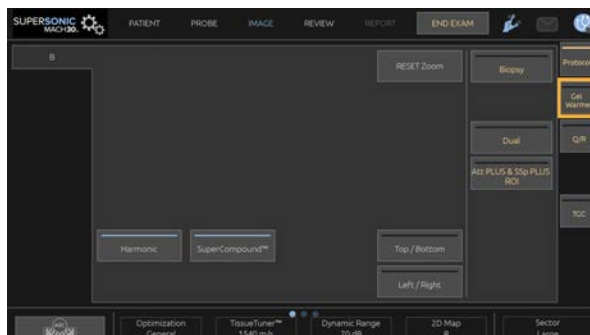 SUPERSONIC
MACH30.
PATIENT PROBE IMAGE REVIEW REPORT END EXAM
B
RESET Zoom
Biopsy
Protocol
Gel
Warme
Dual
Q/R
Att PLUS & SSp PLUS
ROI
TGC
Harmonic
SuperCompound™
Top / Bottom
Left / Right
Optimization
General
TissueTuner™
1540 m/s
Dynamic Range
70 dB
2D Map
Sector
Large